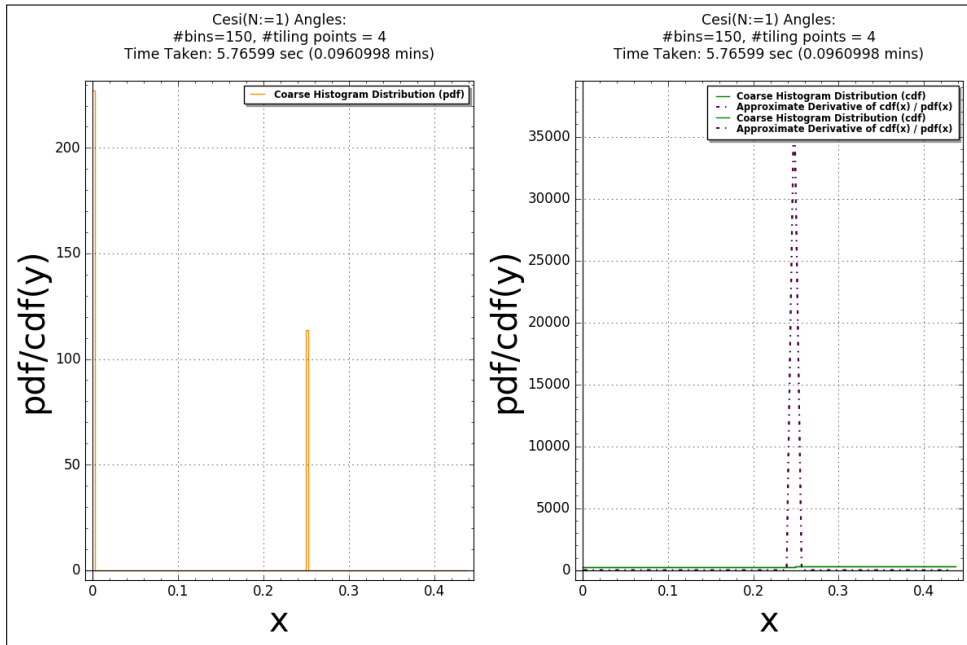 Cesi(N:=1) Angles:
#bins=150, #tiling points = 4
Time Taken: 5.76599 sec (0.0960998 mins)
Coarse Histogram Distribution (pdf)
pdf/cdf(y)
200
150
100
50
0
0
0.1
0.2
0.3
0.4
x
Cesi(N:=1) Angles:
#bins=150, #tiling points = 4
Time Taken: 5.76599 sec (0.0960998 mins)
Coarse Histogram Distribution (cdf)
Approximate Derivative of cdf(x) / pdf(x)
Coarse Histogram Distribution (cdf)
Approximate Derivative of cdf(x) / pdf(x)
pdf/cdf(y)
35000
30000
25000
20000
15000
10000
5000
0
0
0.1
0.2
0.3
0.4
x